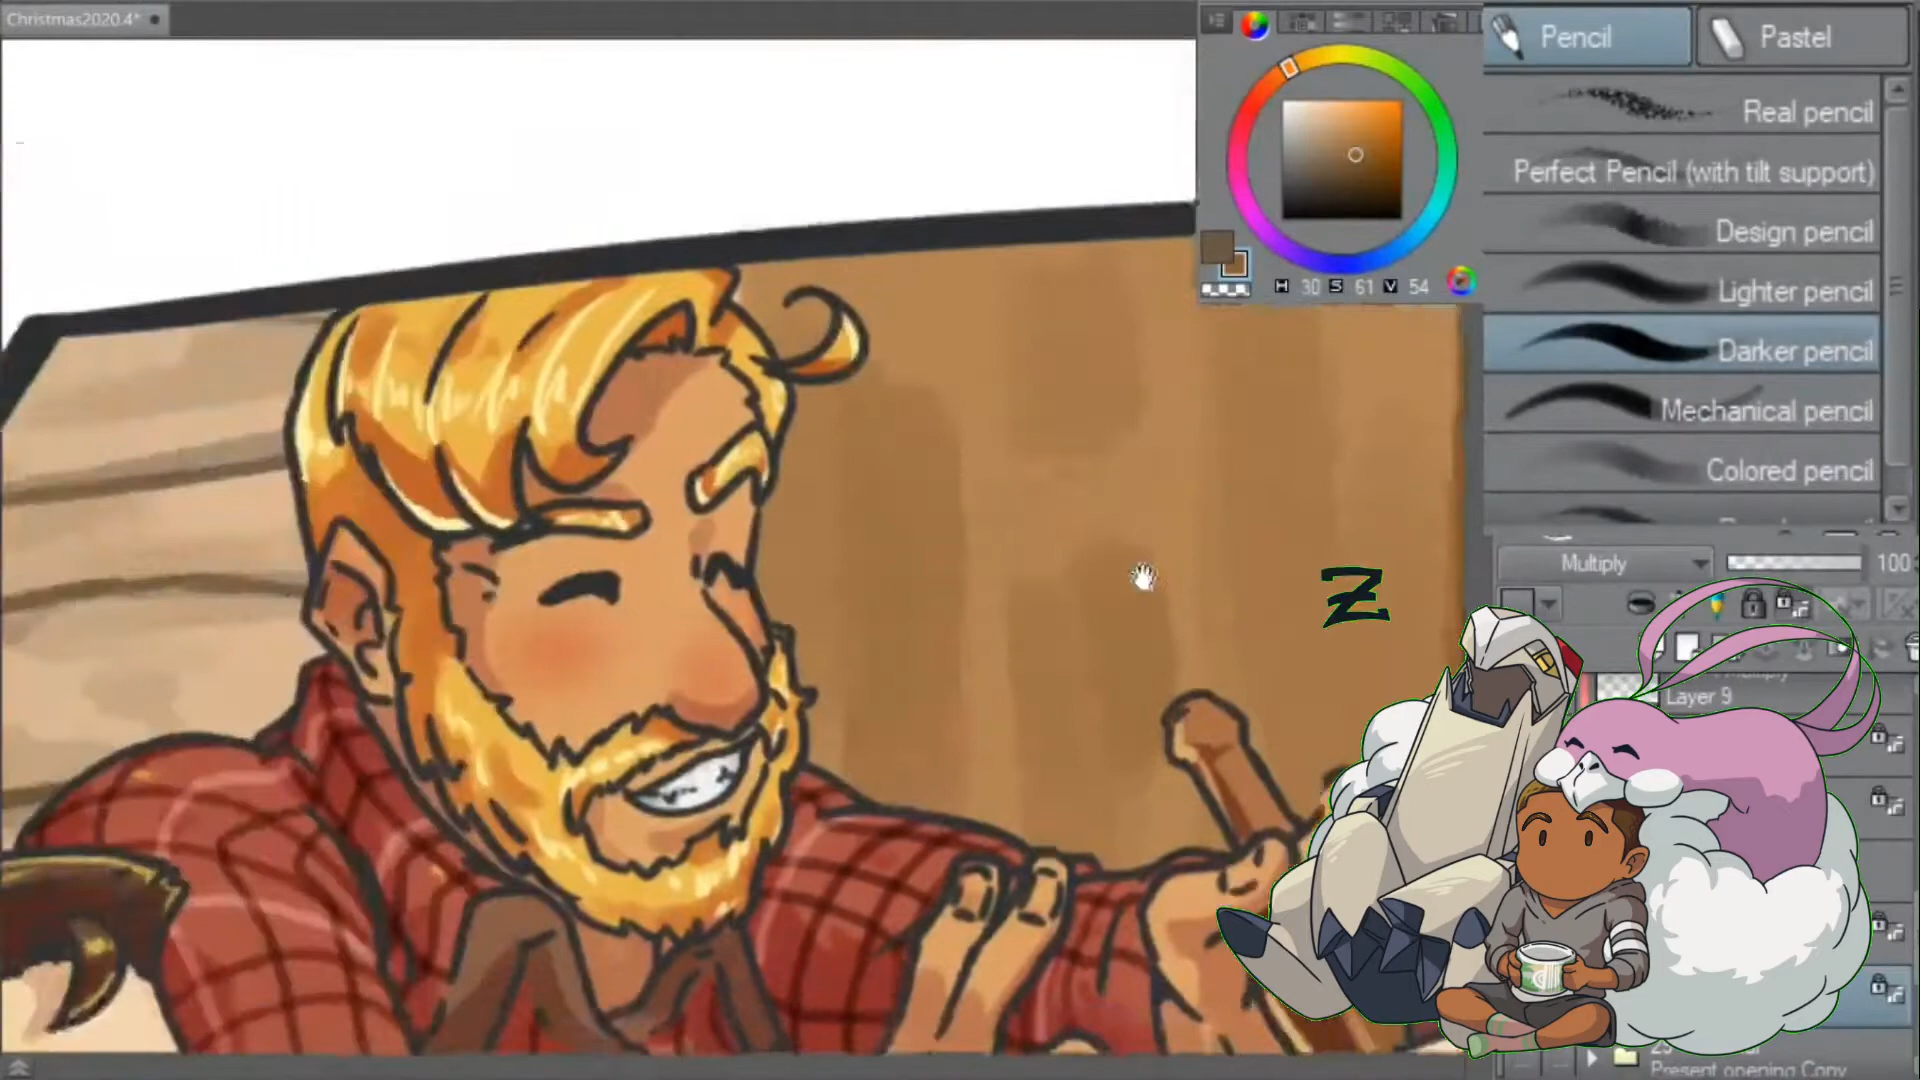 Christmas2020.4*
Pencil
Pastel
Real pencil
Perfect Pencil (with tilt support)
Design pencil
Lighter pencil
Darker pencil
Mechanical pencil
Colored pencil
H 30 S 61 V 54
Multiply
100
Z
Layer 9
Present opening Copy